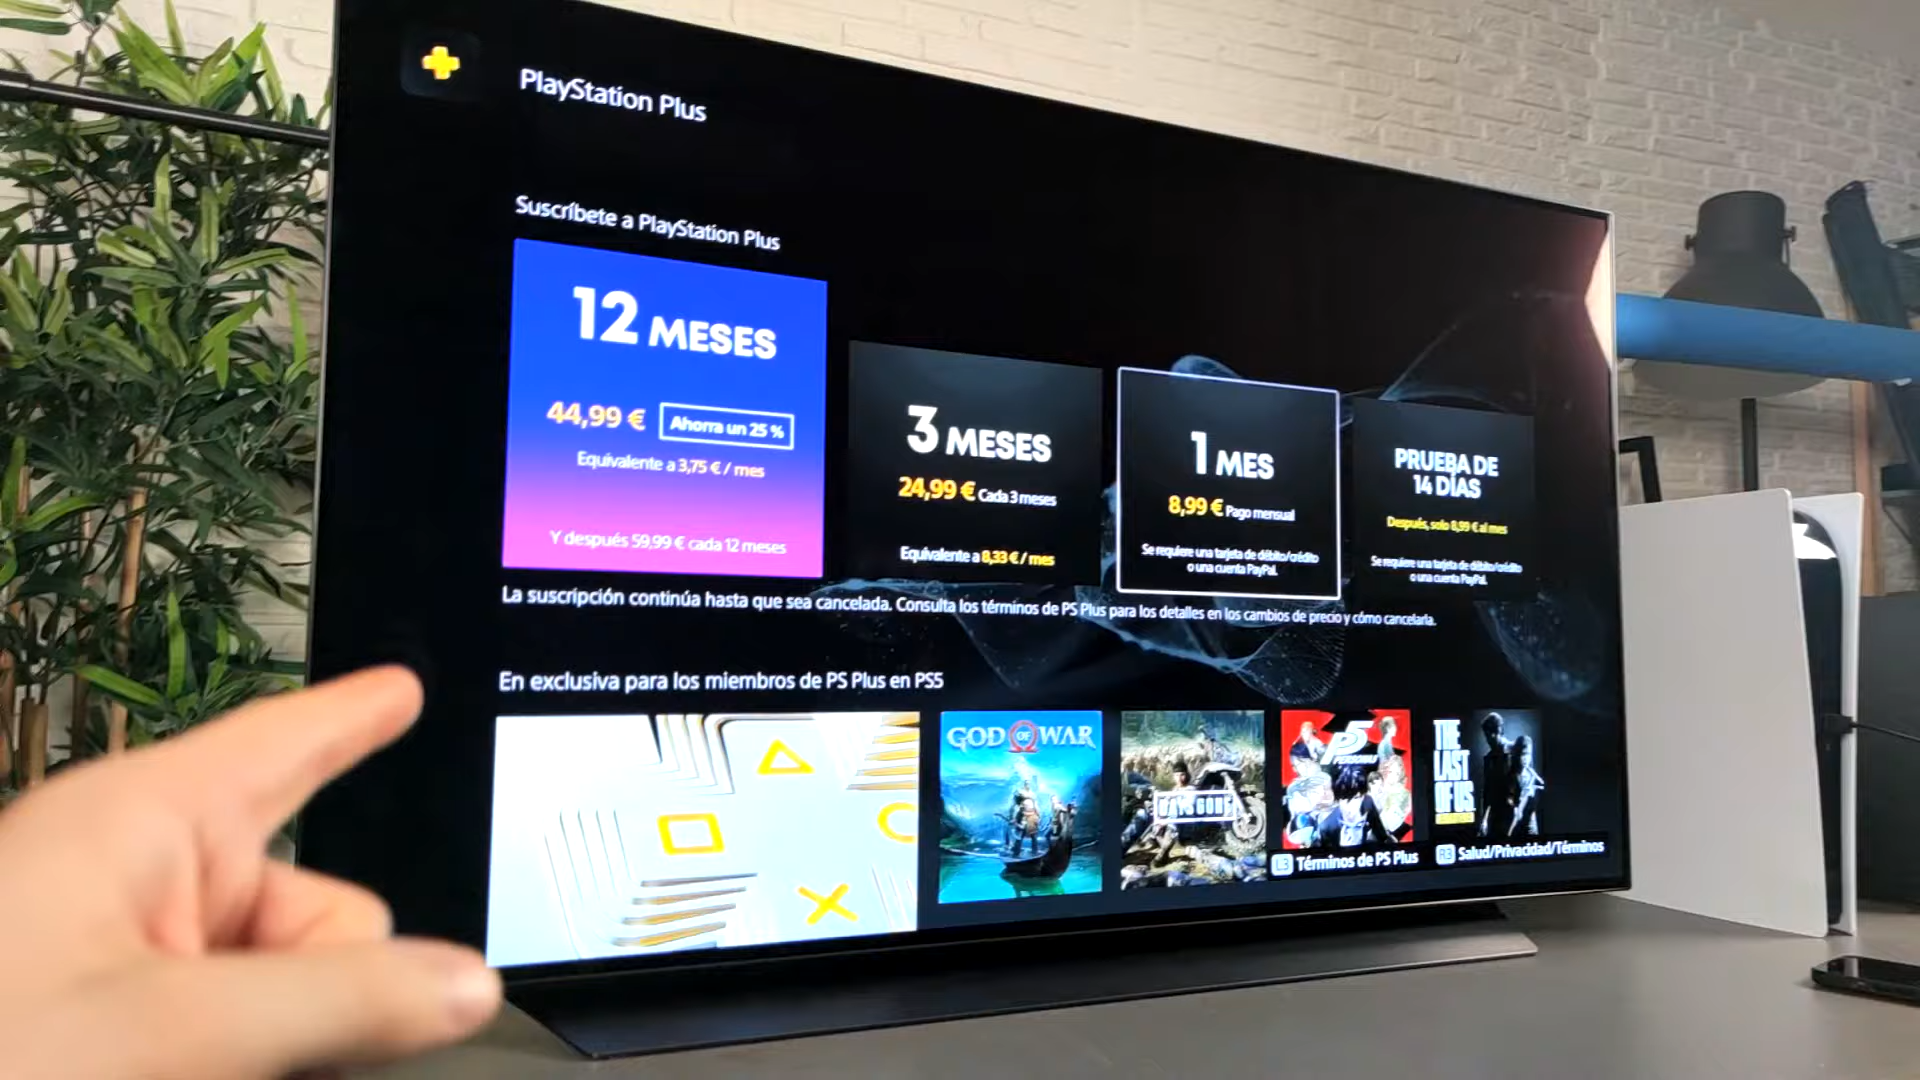 PlayStation Plus
Suscríbete a PlayStation Plus
12 MESES
44,99 € Ahorra un 25 %
Equivalente a 3,75 € / mes
Y después 59,99 € cada 12 meses
3 MESES
24,99 € Cada 3 meses
Equivalente a 8,33 € / mes
1 MES
8,99 € Pago mensual
Se requiere una tarjeta de débito/crédito
o una cuenta PayPal.
PRUEBA DE
14 DÍAS
Después, solo 8,99 € al mes
Se requiere una tarjeta de débito/crédito
o una cuenta PayPal.
La suscripción continúa hasta que sea cancelada. Consulta los términos de PS Plus para los detalles en los cambios de precio y cómo cancelarla.
En exclusiva para los miembros de PS Plus en PS5
GOD OF WAR
DAYS GONE
P5
PERSONA
THE
LAST
OF US
L3 Términos de PS Plus
R3 Salud/Privacidad/Términos